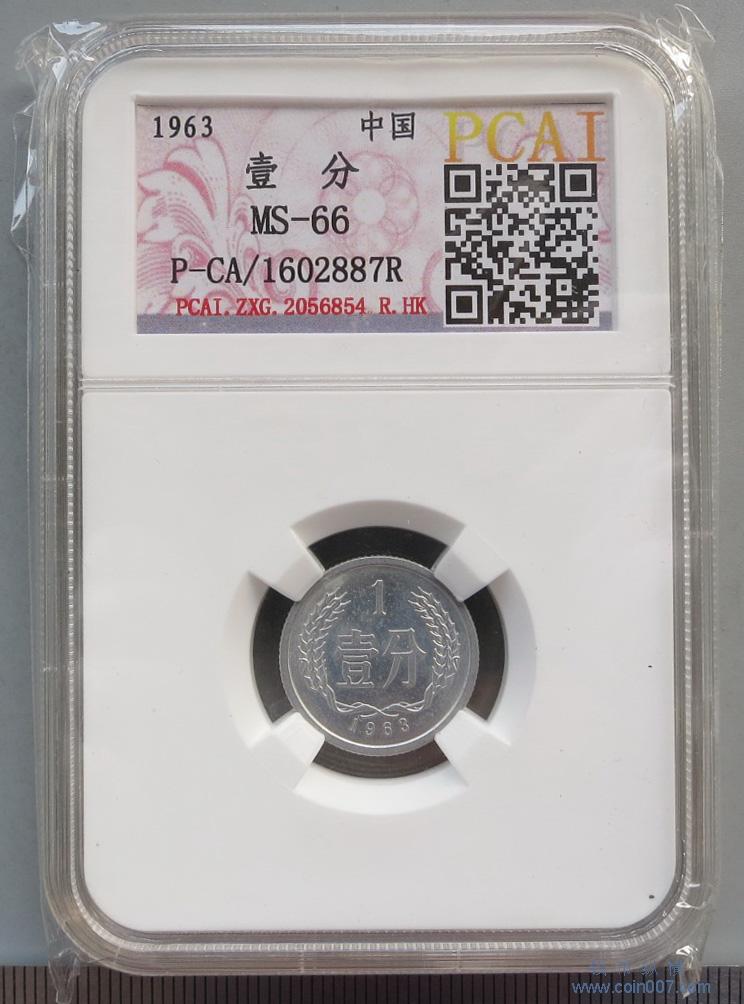 1963 中国 PCAI
壹 分
MS-66
P-CA/1602887R
PCAI.ZXG.2056854 R.HK
1
壹分
1963
www.coin007.com